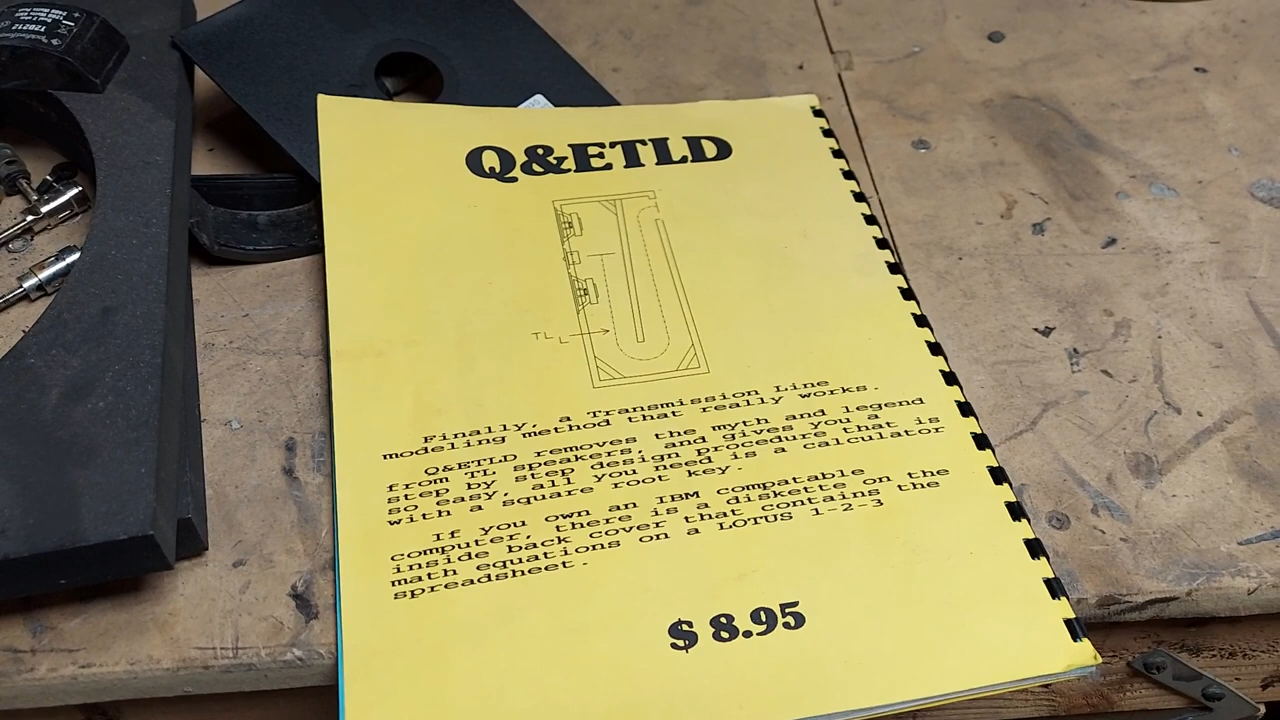 Q&ETLD
TL L
Finally, a Transmission Line
modeling method that really works.
Q&ETLD removes the myth and legend
from TL speakers, and gives you a
step by step design procedure that is
so easy, all you need is a calculator
with a square root key.
If you own an IBM compatable
computer, there is a diskette on the
inside back cover that contains the
math equations on a LOTUS 1-2-3
spreadsheet.
$ 8.95
T20212